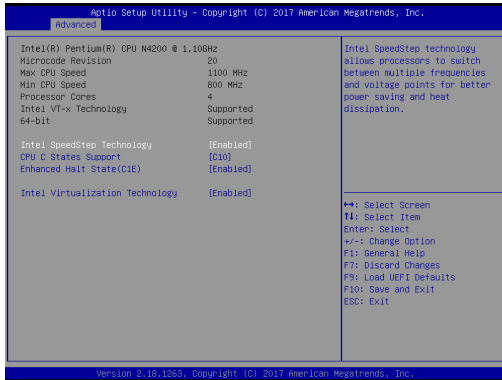 Aptio Setup Utility - Copyright (C) 2017 American Megatrends, Inc.
Advanced
Intel(R) Pentium(R) CPU N4200 @ 1.10GHz
Microcode Revision 20
Max CPU Speed 1100 MHz
Min CPU Speed 800 MHz
Processor Cores 4
Intel VT-x Technology Supported
64-bit Supported
Intel SpeedStep Technology [Enabled]
CPU C States Support [C10]
Enhanced Halt State(C1E) [Enabled]
Intel Virtualization Technology [Enabled]
Intel SpeedStep technology
allows processors to switch
between multiple frequencies
and voltage points for better
power saving and heat
dissipation.
↔: Select Screen
↑↓: Select Item
Enter: Select
+/-: Change Option
F1: General Help
F7: Discard Changes
F9: Load UEFI Defaults
F10: Save and Exit
ESC: Exit
Version 2.18.1263. Copyright (C) 2017 American Megatrends, Inc.